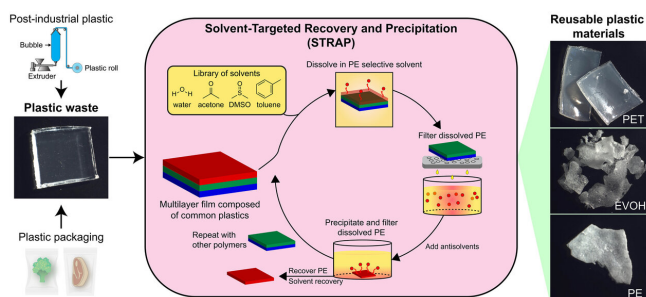 Post-industrial plastic
Bubble
Extruder
Plastic roll
Plastic waste
Plastic packaging
Solvent-Targeted Recovery and Precipitation
(STRAP)
Library of solvents
H
O
H
O
S
O
water
acetone
DMSO
toluene
Dissolve in PE selective solvent
Filter dissolved PE
Multilayer film composed
of common plastics
Precipitate and filter
dissolved PE
Add antisolvents
Repeat with
other polymers
Recover PE
Solvent recovery
Reusable plastic
materials
PET
EVOH
PE